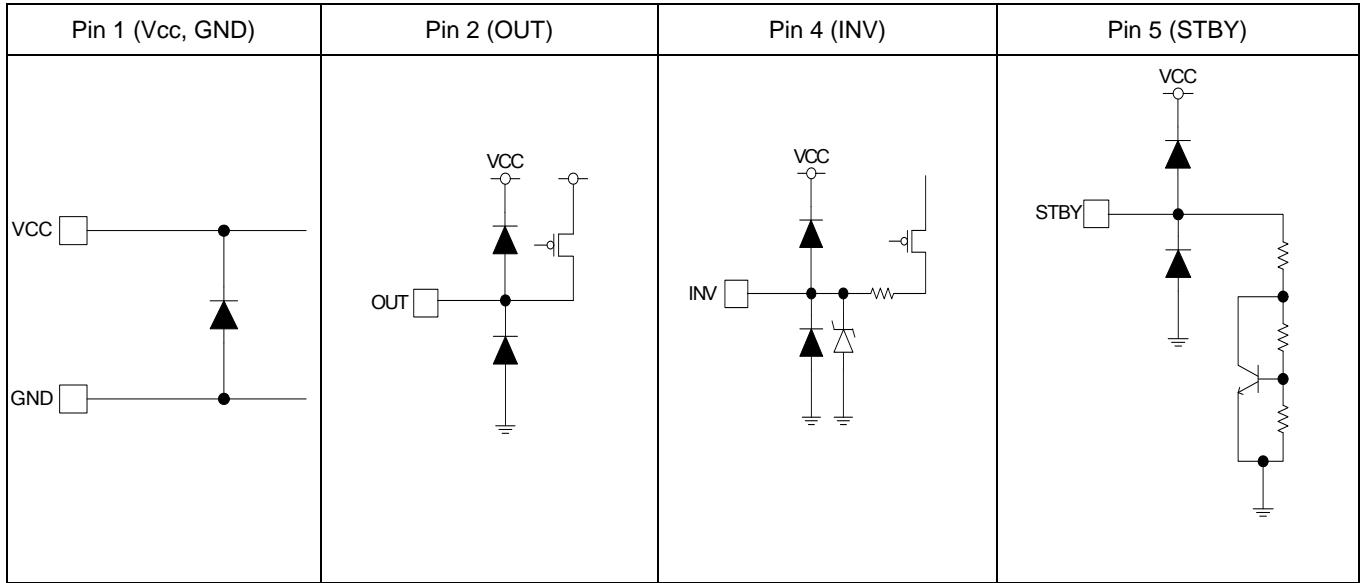 Pin 1 (Vcc, GND)
Pin 2 (OUT)
Pin 4 (INV)
Pin 5 (STBY)
VCC
GND
VCC
OUT
VCC
INV
VCC
STBY